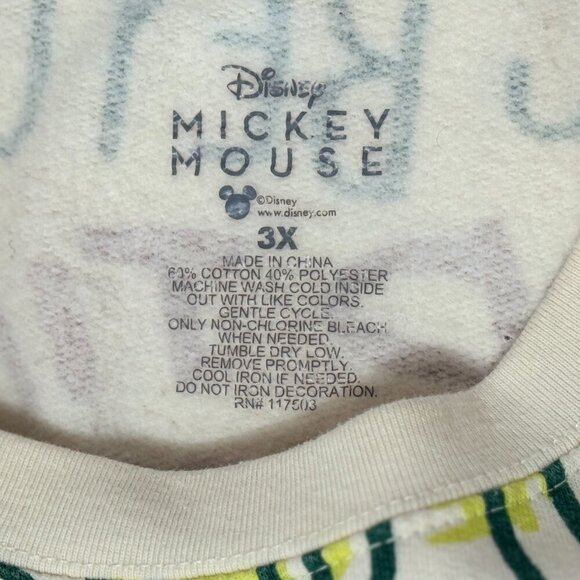 Disney
MICKEY
MOUSE
©Disney
www.disney.com
3X
MADE IN CHINA
60% COTTON 40% POLYESTER
MACHINE WASH COLD INSIDE
OUT WITH LIKE COLORS.
GENTLE CYCLE.
ONLY NON-CHLORINE BLEACH
WHEN NEEDED.
TUMBLE DRY LOW.
REMOVE PROMPTLY.
COOL IRON IF NEEDED.
DO NOT IRON DECORATION.
RN# 117503